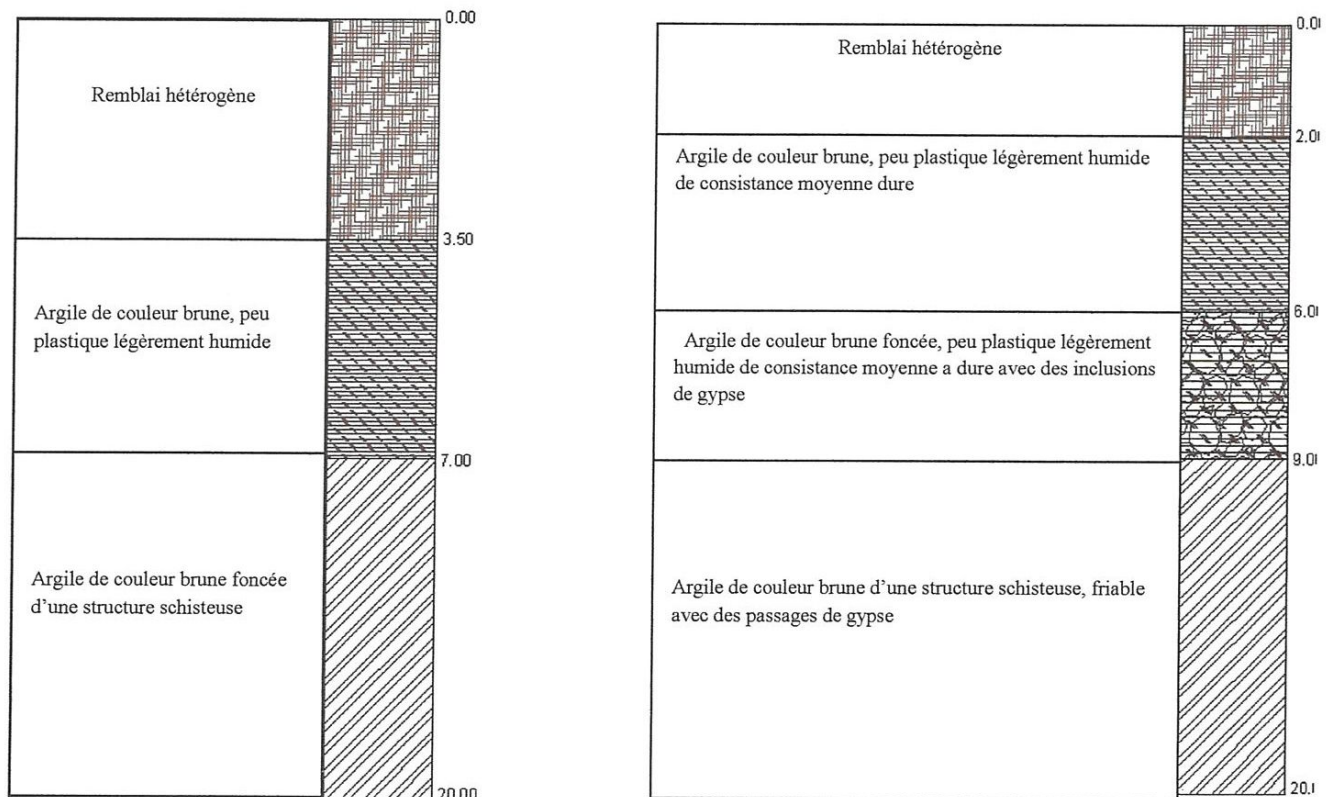 0.00
Remblai hétérogène
3.50
Argile de couleur brune, peu
plastique légèrement humide
7.00
Argile de couleur brune foncée
d'une structure schisteuse
20.00
0.0
Remblai hétérogène
2.0
Argile de couleur brune, peu plastique légèrement humide
de consistance moyenne dure
6.0
Argile de couleur brune foncée, peu plastique légèrement
humide de consistance moyenne a dure avec des inclusions
de gypse
9.0
Argile de couleur brune d'une structure schisteuse, friable
avec des passages de gypse
20.